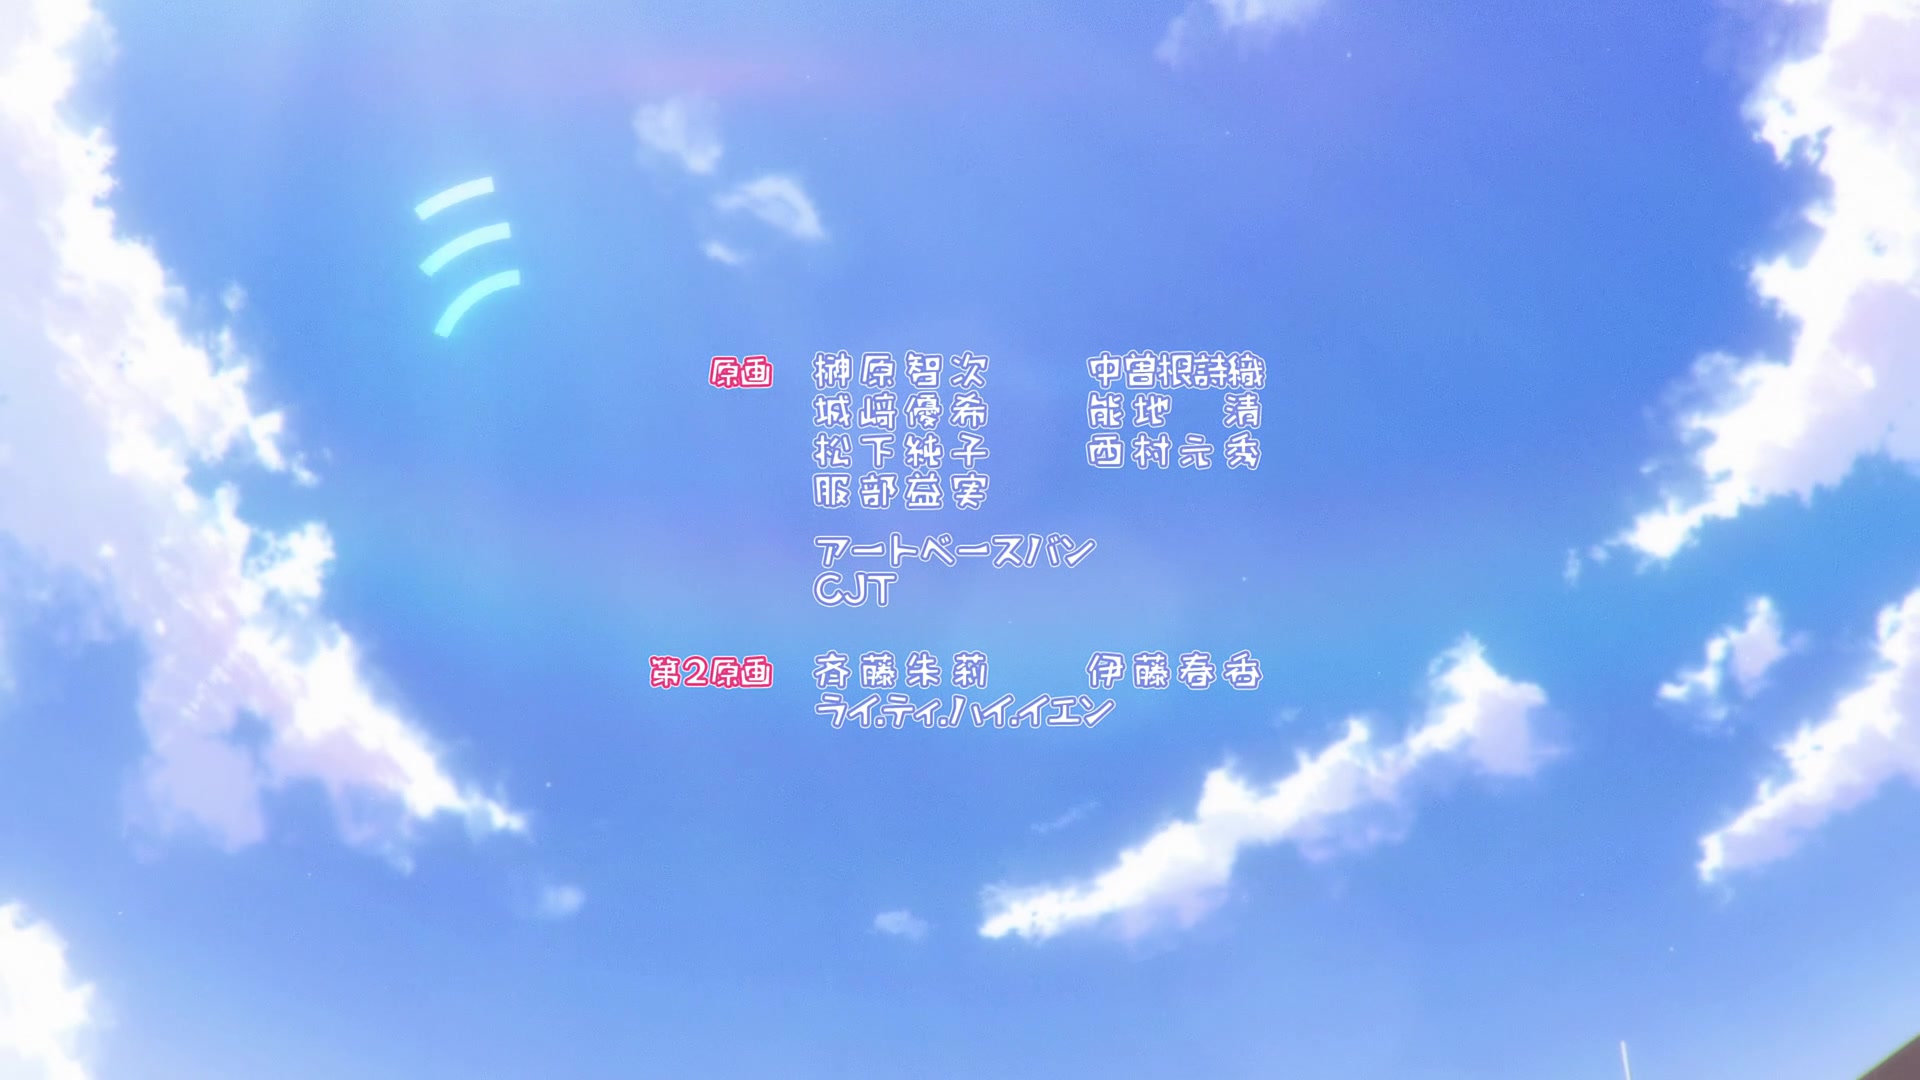 原画 榊原智次 中曽根詩織
城﨑優希 能地 清
松下純子 西村元秀
服部益実
アートベースバン
CJT
第2原画 斉藤朱莉 伊藤春香
ライ.ティ.ハイ.イエン